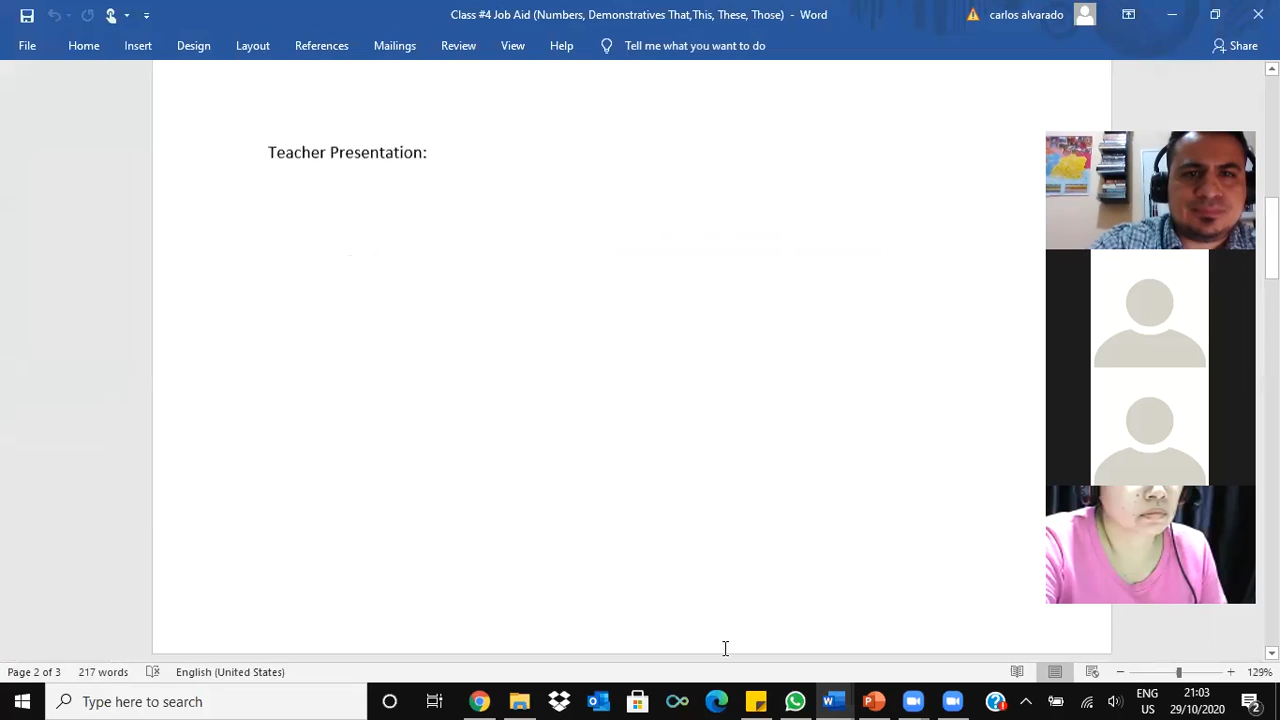 Class #4 Job Aid (Numbers, Demonstratives That,This, These, Those) - Word
carlos alvarado
File Home Insert Design Layout References Mailings Review View Help Tell me what you want to do Share
Teacher Presentation:
Page 2 of 3 217 words English (United States) 129%
Type here to search
ENG
US
21:03
29/10/2020
2